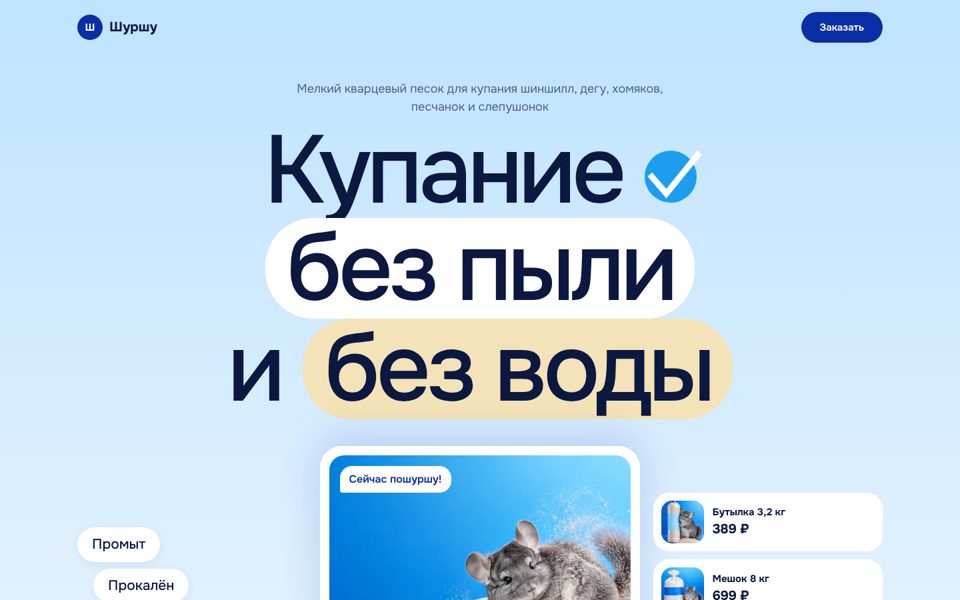 Ш Шуршу
Заказать
Мелкий кварцевый песок для купания шиншилл, дегу, хомяков,
песчанок и слепушонок
Купание
без пыли
и без воды
Сейчас пошуршу!
Бутылка 3,2 кг
389 ₽
Промыт
Мешок 8 кг
699 ₽
Прокалён